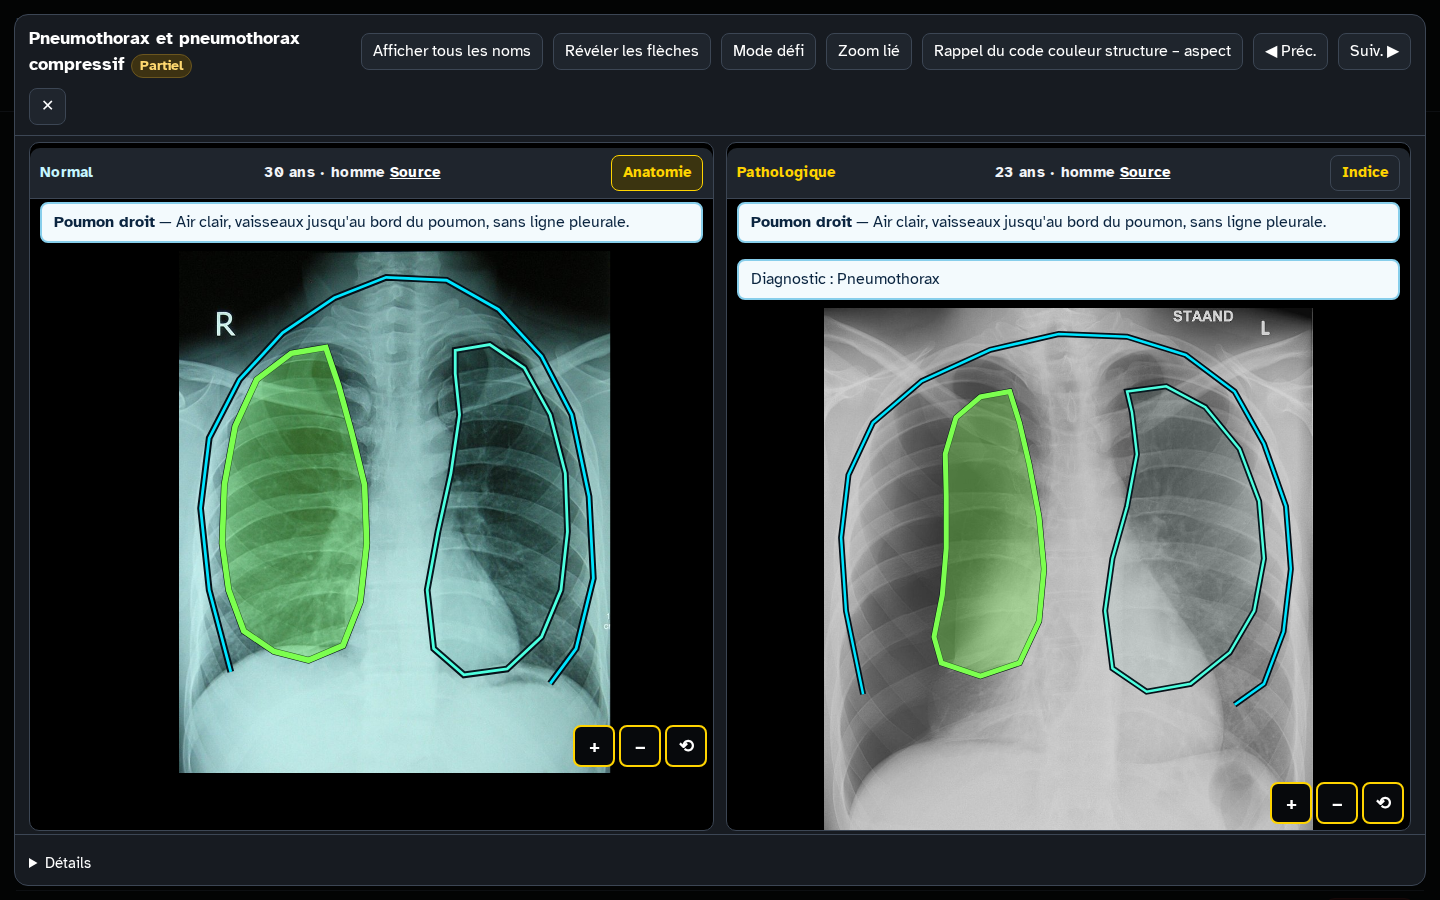 Pneumothorax et pneumothorax
compressif Partiel
Afficher tous les noms
Révéler les flèches
Mode défi
Zoom lié
Rappel du code couleur structure – aspect
◀ Préc.
Suiv. ▶
✕
Normal
30 ans · homme Source
Anatomie
Poumon droit — Air clair, vaisseaux jusqu'au bord du poumon, sans ligne pleurale.
R
+ – ⟲
Pathologique
23 ans · homme Source
Indice
Poumon droit — Air clair, vaisseaux jusqu'au bord du poumon, sans ligne pleurale.
Diagnostic : Pneumothorax
STAAND
L
+ – ⟲
▶ Détails